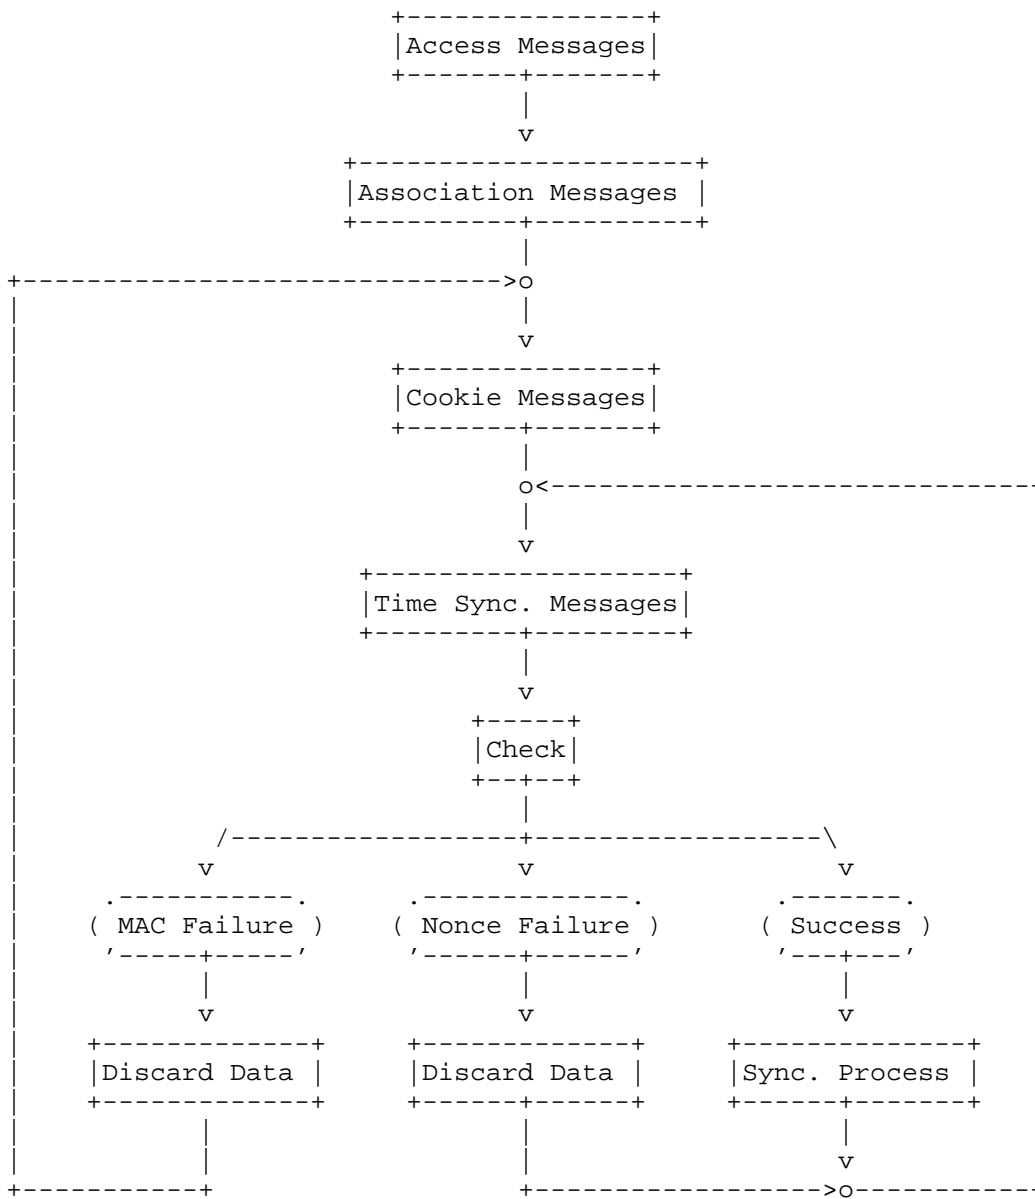 Access Messages
Association Messages
Cookie Messages
Time Sync. Messages
Check
( MAC Failure ) ( Nonce Failure ) ( Success )
Discard Data Discard Data Sync. Process